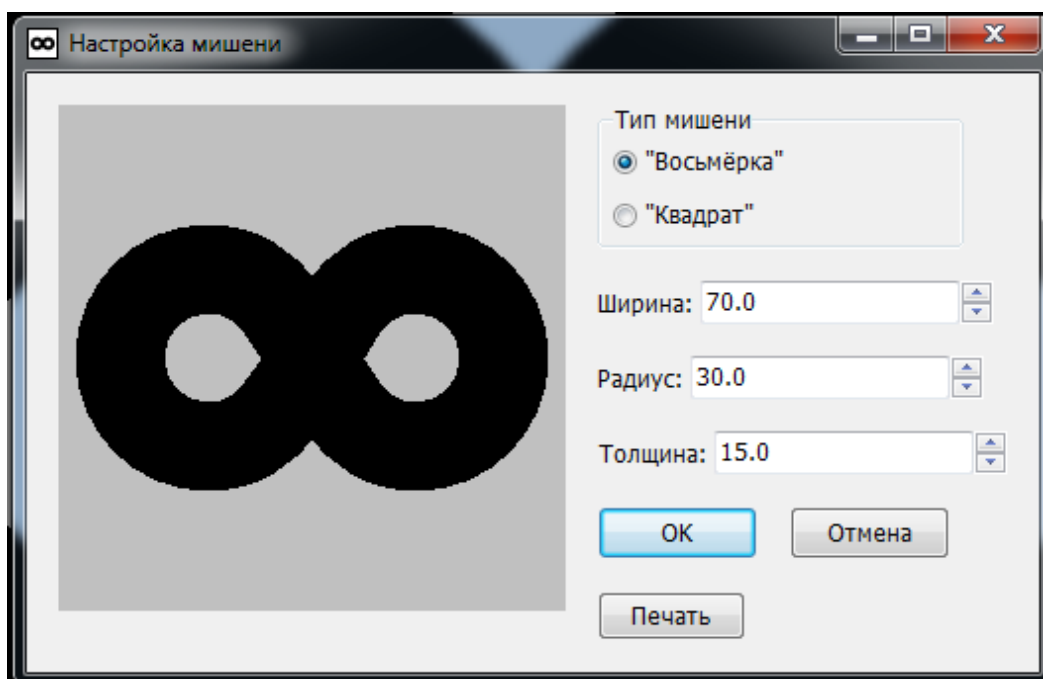 Настройка мишени
Тип мишени
"Восьмёрка"
"Квадрат"
Ширина: 70.0
Радиус: 30.0
Толщина: 15.0
OK Отмена
Печать